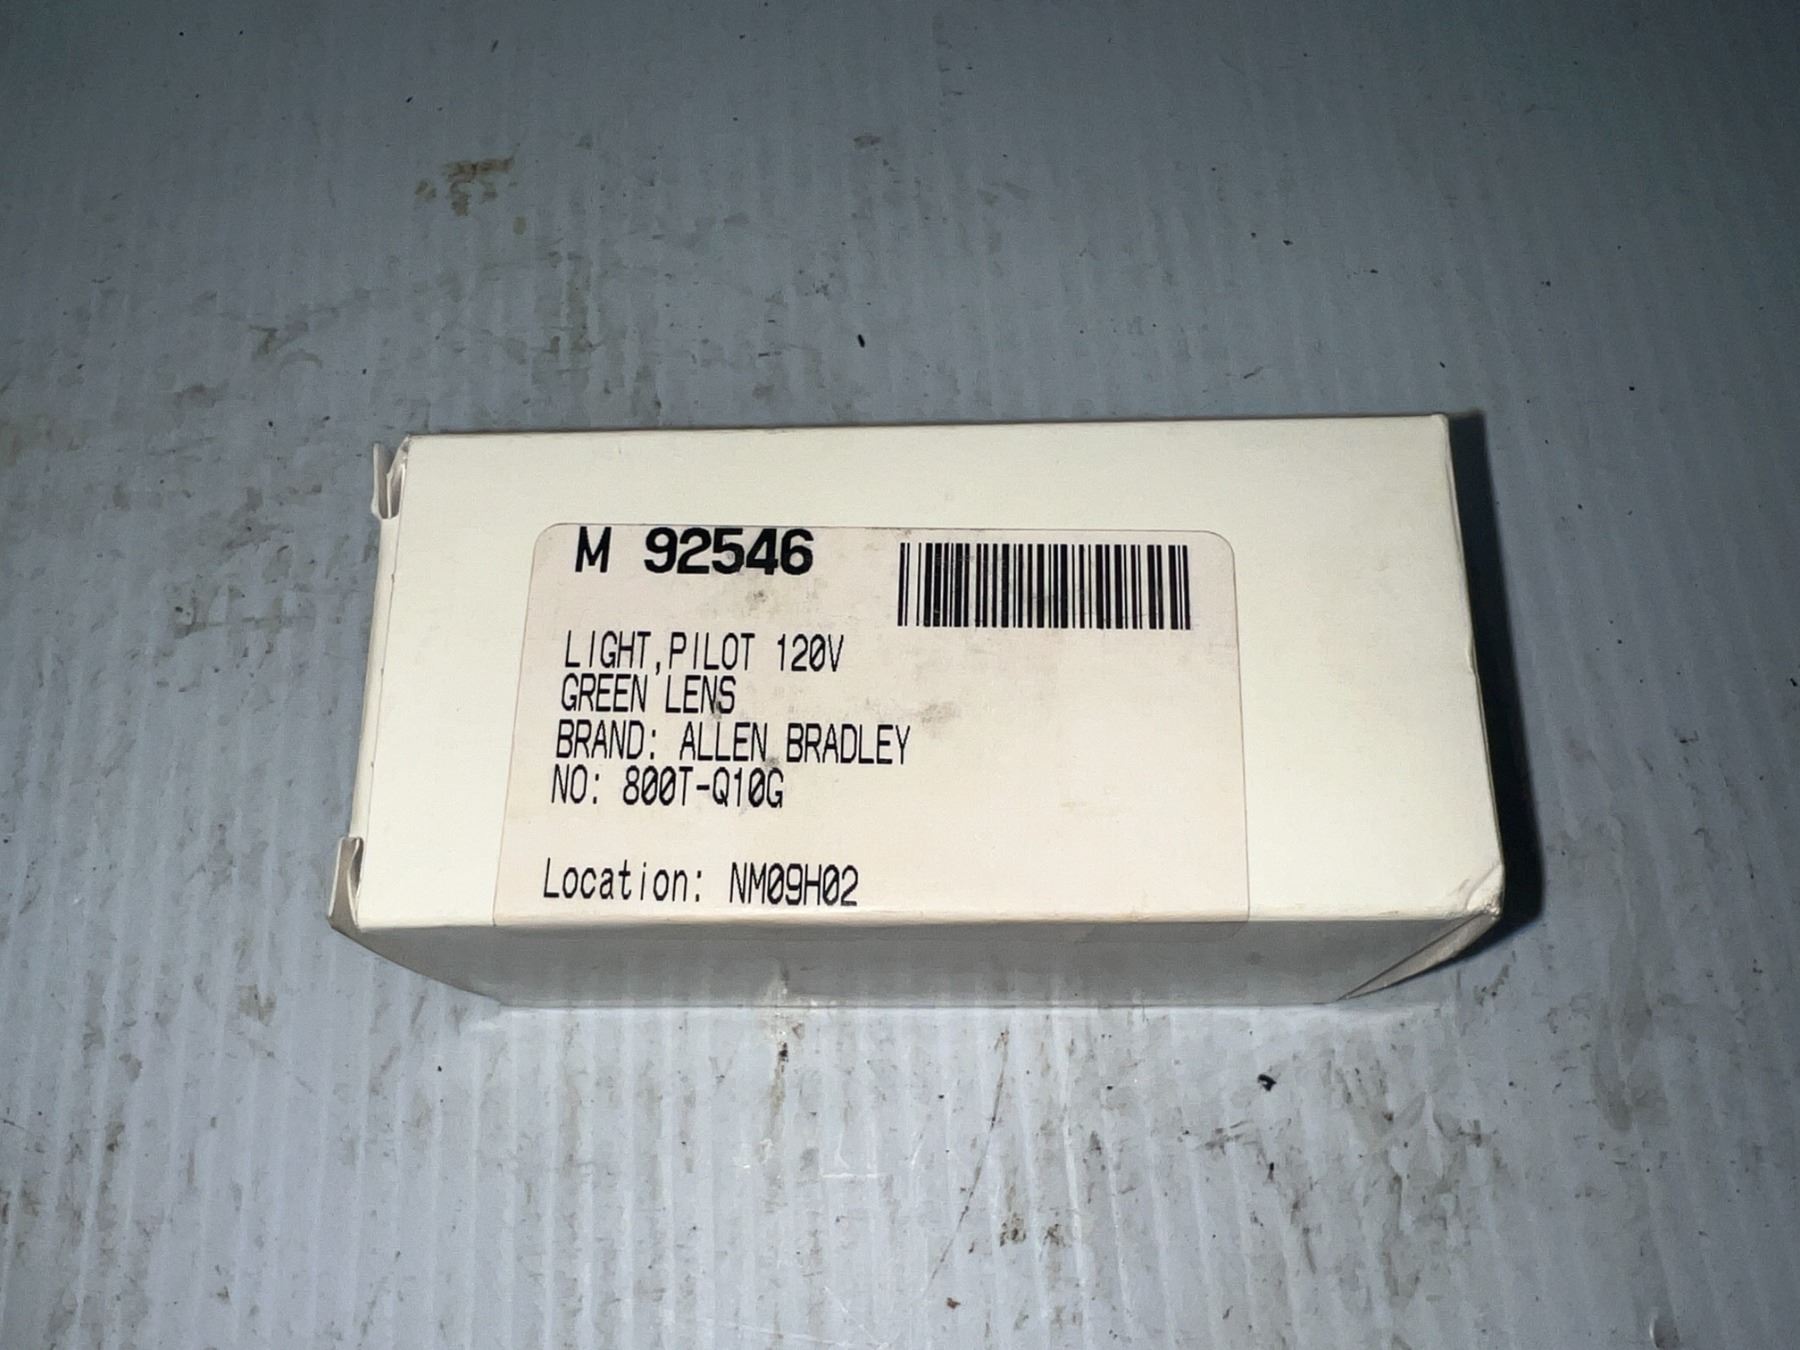 M 92546
LIGHT,PILOT 120V
GREEN LENS
BRAND: ALLEN BRADLEY
NO: 800T-Q10G
Location: NM09H02